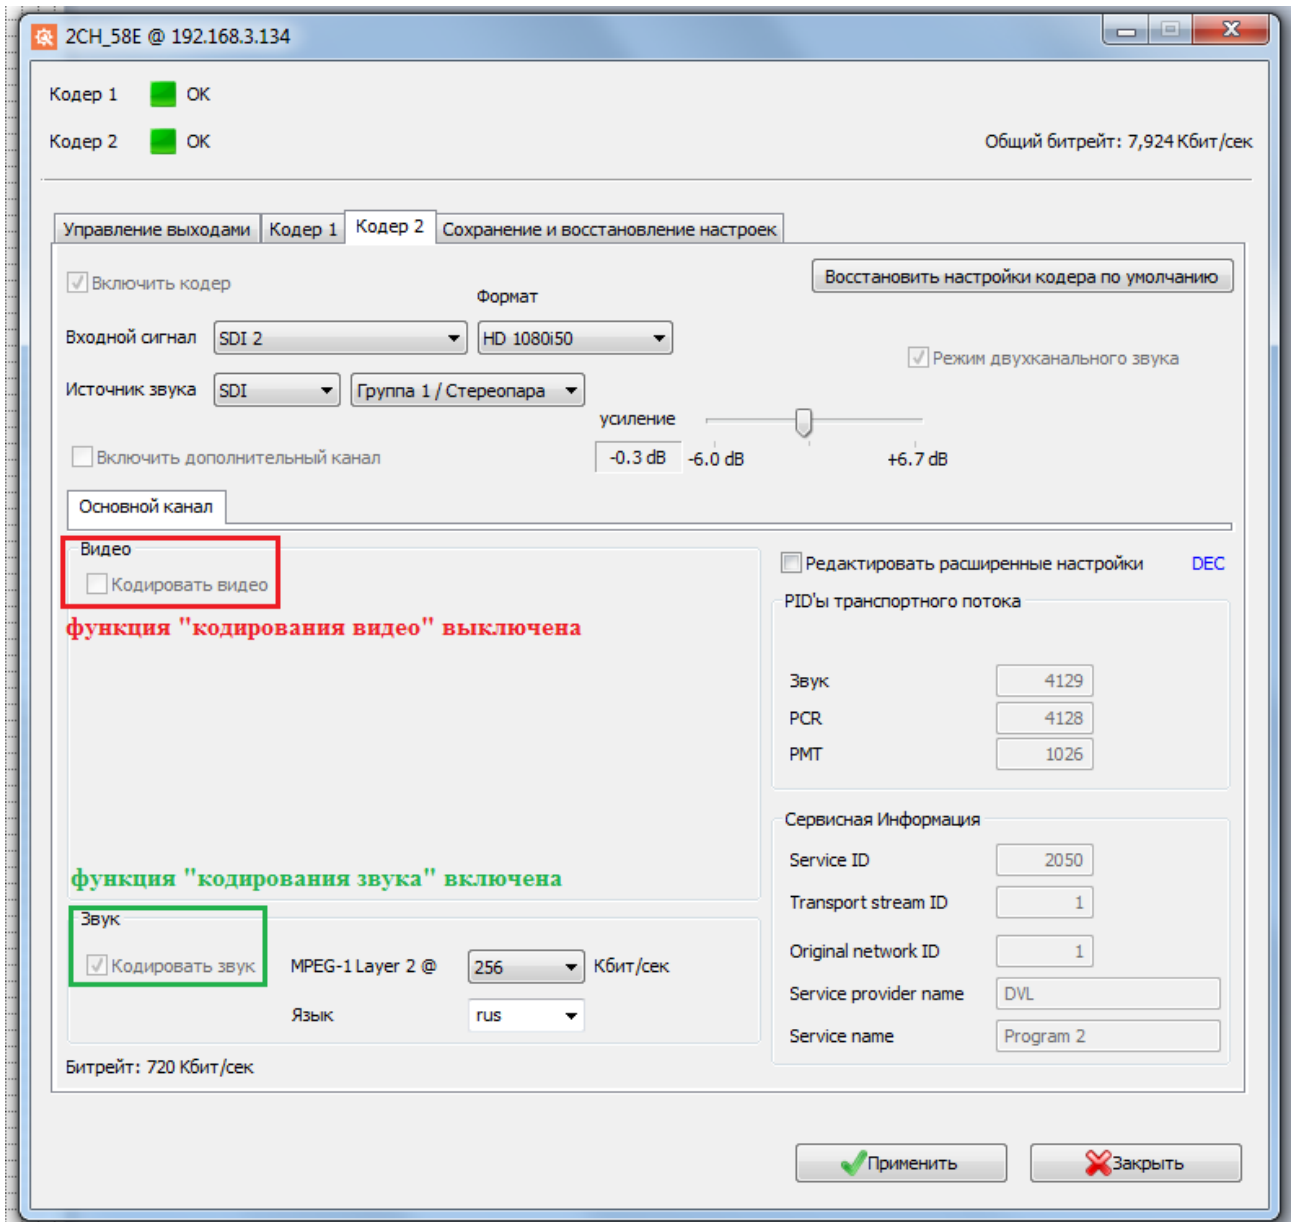 2CH_58E @ 192.168.3.134
Кодер 1 OK
Кодер 2 OK
Общий битрейт: 7,924 Кбит/сек
Управление выходами Кодер 1 Кодер 2 Сохранение и восстановление настроек
Включить кодер
Восстановить настройки кодера по умолчанию
Формат
Входной сигнал SDI 2 HD 1080i50
Режим двухканального звука
Источник звука SDI Группа 1 / Стереопара
усиление
Включить дополнительный канал
-0.3 dB -6.0 dB +6.7 dB
Основной канал
Видео
Кодировать видео
функция "кодирования видео" выключена
функция "кодирования звука" включена
Звук
Кодировать звук MPEG-1 Layer 2 @ 256 Кбит/сек
Язык rus
Битрейт: 720 Кбит/сек
Редактировать расширенные настройки DEC
PID'ы транспортного потока
Звук 4129
PCR 4128
PMT 1026
Сервисная Информация
Service ID 2050
Transport stream ID 1
Original network ID 1
Service provider name DVL
Service name Program 2
Применить Закрыть